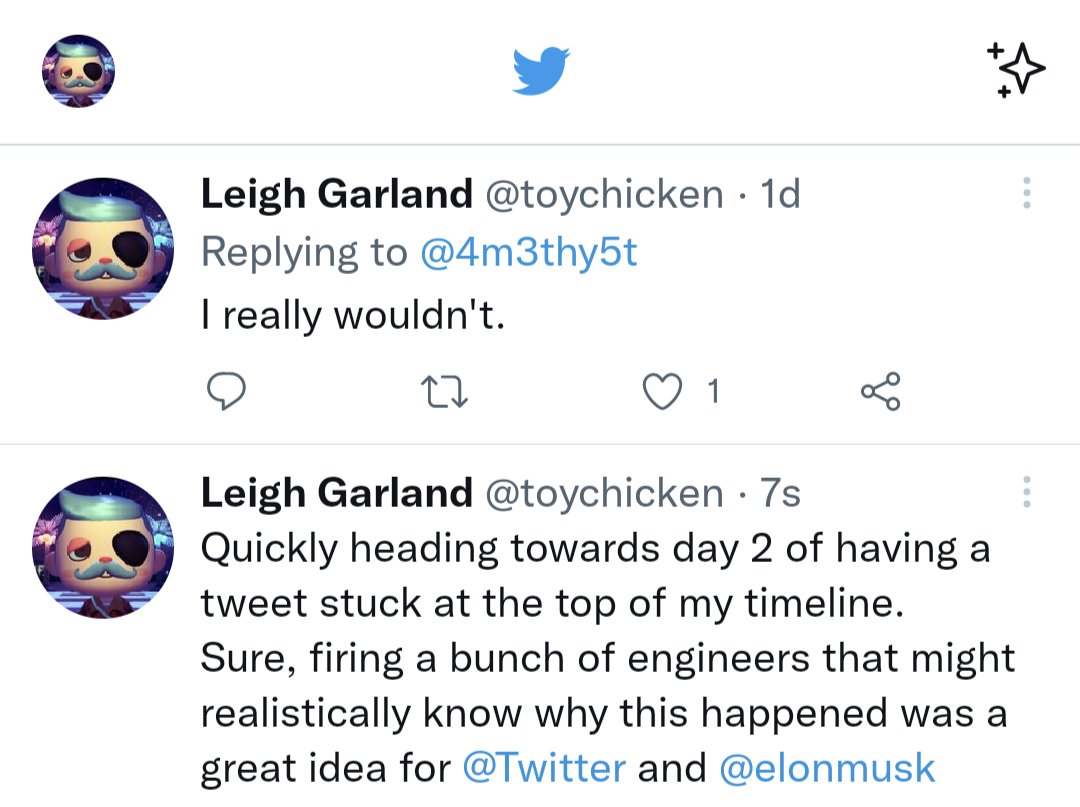 Leigh Garland @toychicken · 1d
Replying to @4m3thy5t
I really wouldn't.
1
Leigh Garland @toychicken · 7s
Quickly heading towards day 2 of having a
tweet stuck at the top of my timeline.
Sure, firing a bunch of engineers that might
realistically know why this happened was a
great idea for @Twitter and @elonmusk